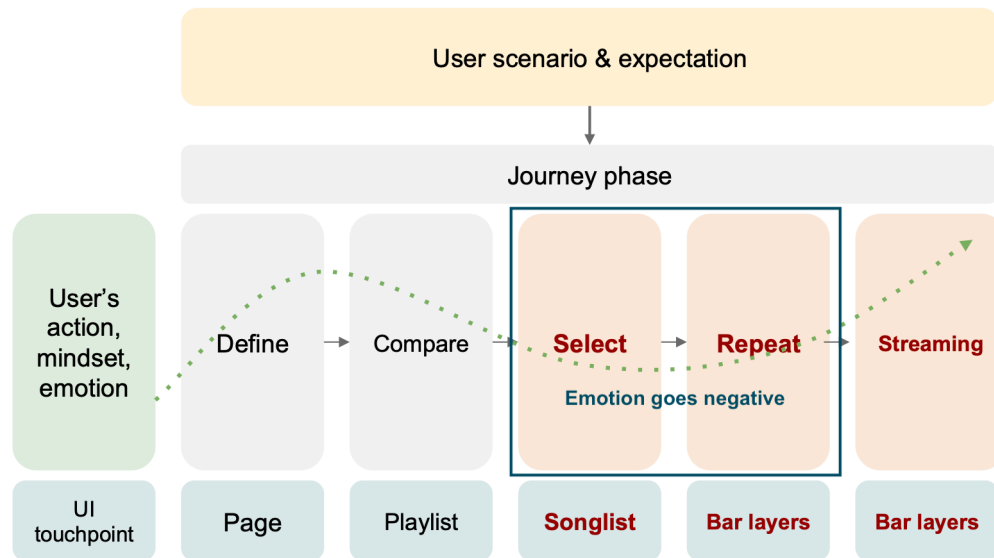 User scenario & expectation
Journey phase
User’s
action,
mindset,
emotion
Define
Compare
Select
Repeat
Streaming
Emotion goes negative
UI
touchpoint
Page
Playlist
Songlist
Bar layers
Bar layers